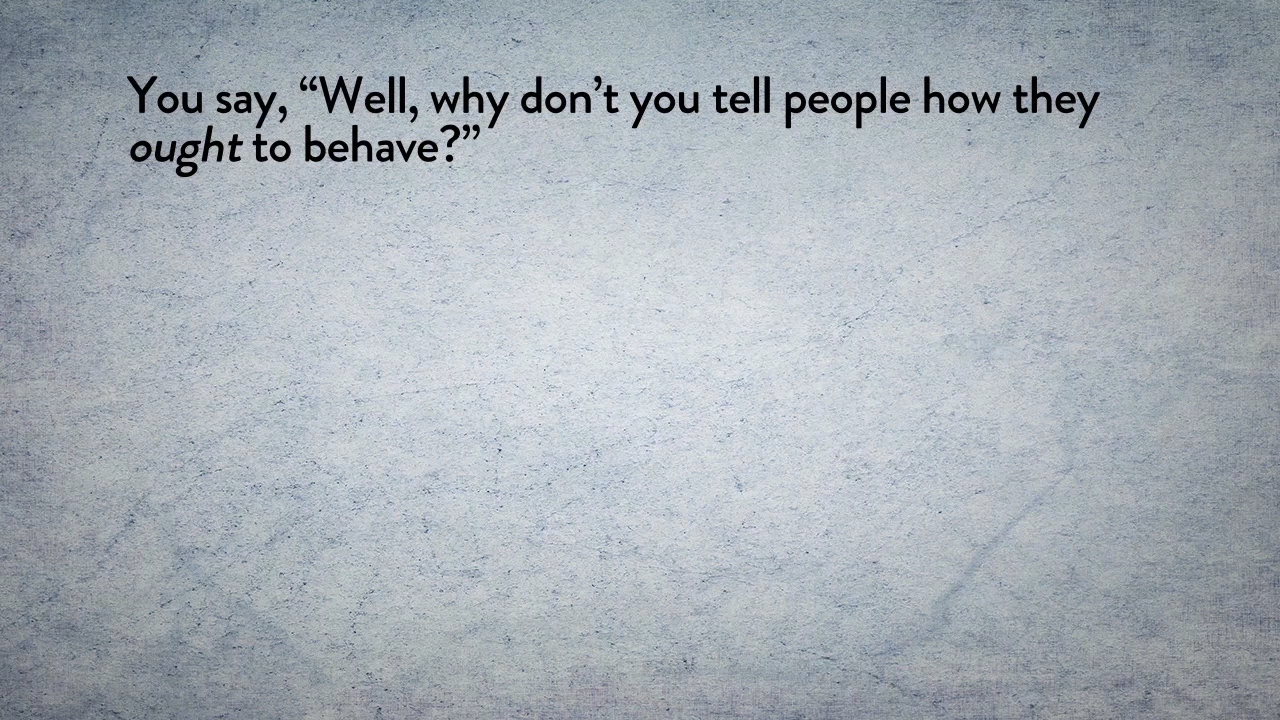 You say, “Well, why don’t you tell people how they
ought to behave?”